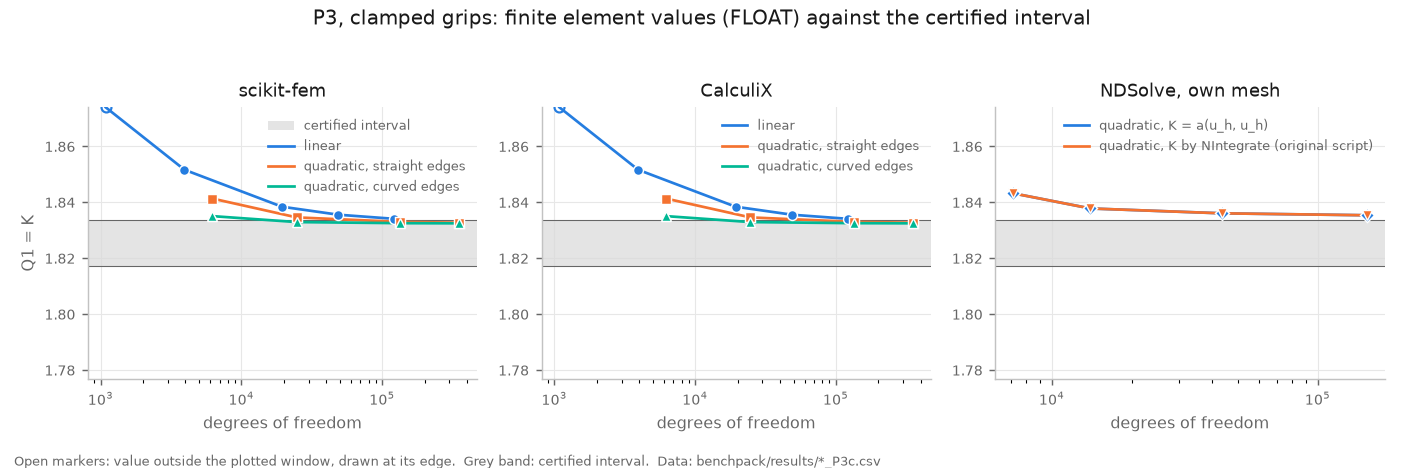 P3, clamped grips: finite element values (FLOAT) against the certified interval
scikit-fem
certified interval
linear
quadratic, straight edges
quadratic, curved edges
Q1 = K
1.86
1.84
1.82
1.80
1.78
10³
10⁴
10⁵
degrees of freedom
CalculiX
linear
quadratic, straight edges
quadratic, curved edges
1.86
1.84
1.82
1.80
1.78
10³
10⁴
10⁵
degrees of freedom
NDSolve, own mesh
quadratic, K = a(u_h, u_h)
quadratic, K by NIntegrate (original script)
1.86
1.84
1.82
1.80
1.78
10⁴
10⁵
degrees of freedom
Open markers: value outside the plotted window, drawn at its edge.  Grey band: certified interval.  Data: benchpack/results/*_P3c.csv